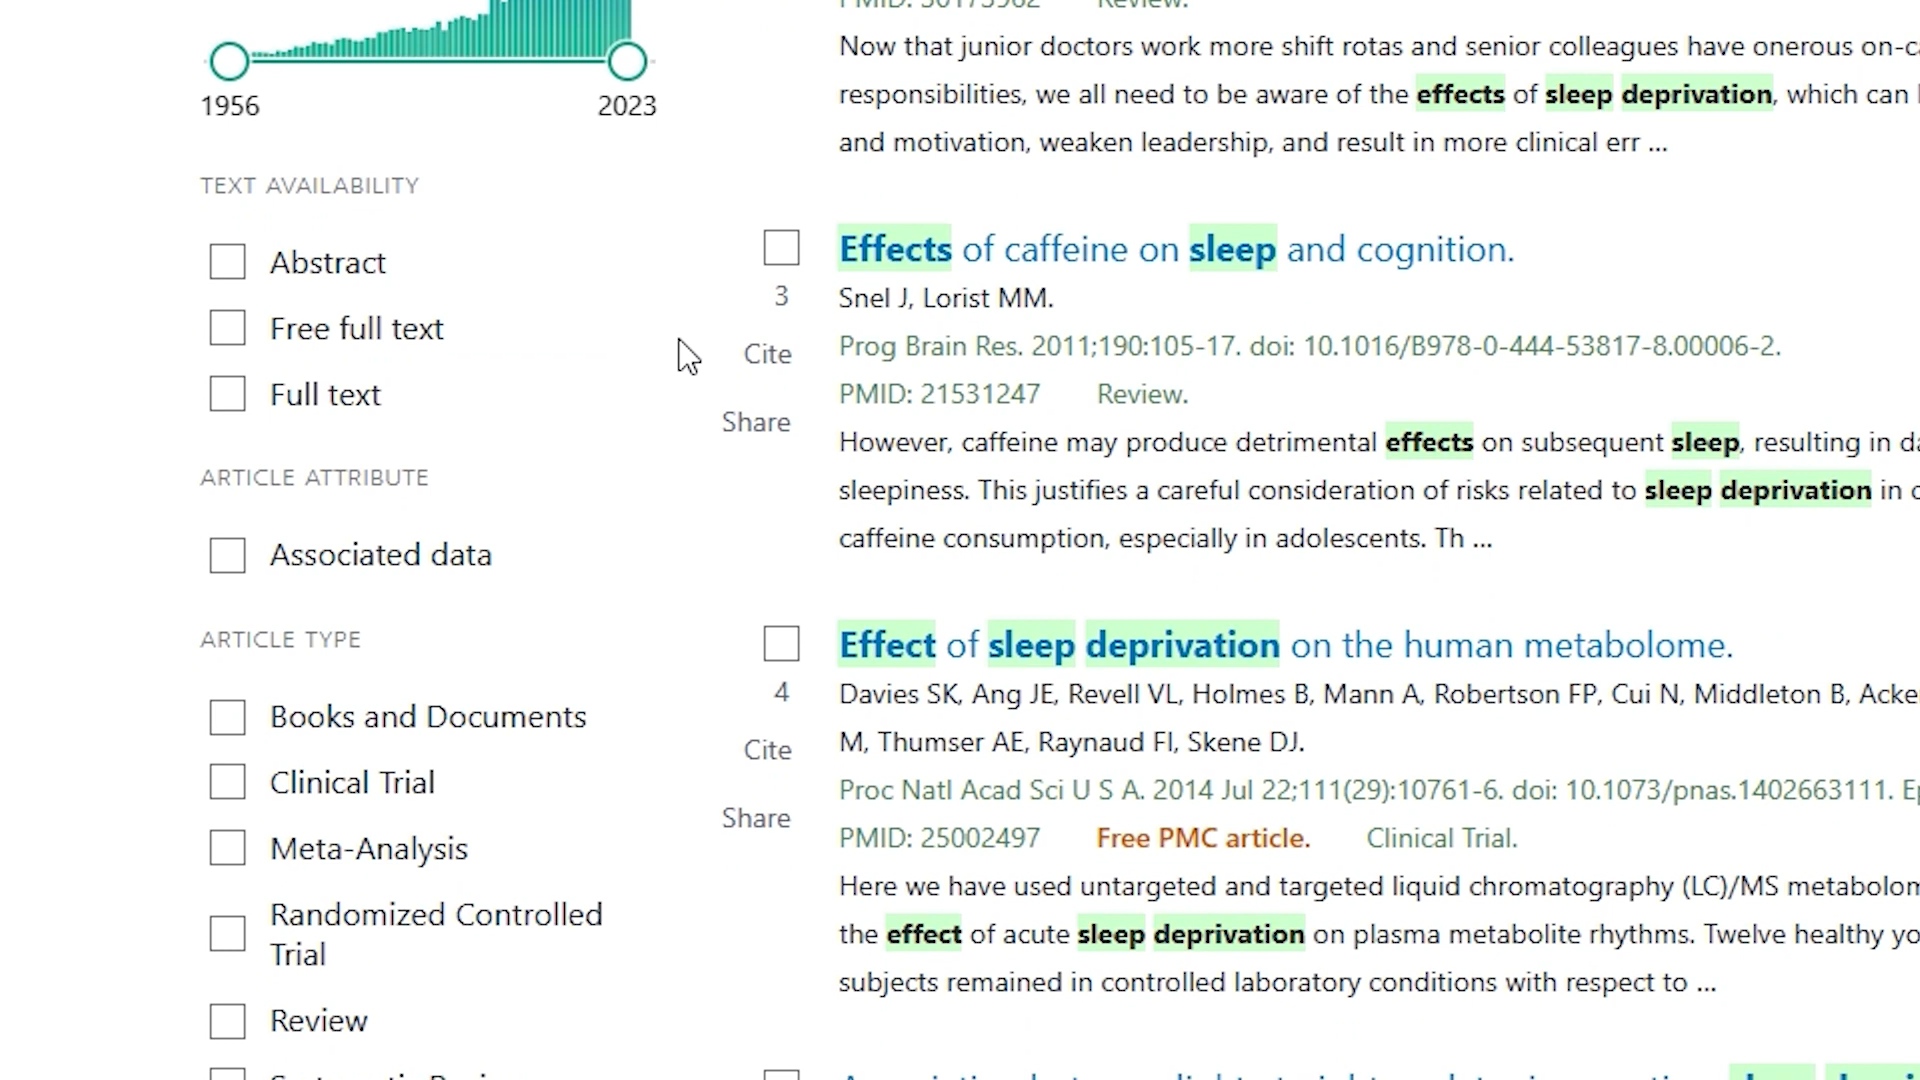 1956 2023
TEXT AVAILABILITY
Abstract
Free full text
Full text
ARTICLE ATTRIBUTE
Associated data
ARTICLE TYPE
Books and Documents
Clinical Trial
Meta-Analysis
Randomized Controlled
Trial
Review
Review.
Now that junior doctors work more shift rotas and senior colleagues have onerous
responsibilities, we all need to be aware of the effects of sleep deprivation, which can
and motivation, weaken leadership, and result in more clinical err ...
Effects of caffeine on sleep and cognition.
3
Snel J, Lorist MM.
Cite
Prog Brain Res. 2011;190:105-17. doi: 10.1016/B978-0-444-53817-8.00006-2.
PMID: 21531247 Review.
Share
However, caffeine may produce detrimental effects on subsequent sleep, resulting in
sleepiness. This justifies a careful consideration of risks related to sleep deprivation in
caffeine consumption, especially in adolescents. Th ...
Effect of sleep deprivation on the human metabolome.
4
Davies SK, Ang JE, Revell VL, Holmes B, Mann A, Robertson FP, Cui N, Middleton B,
M, Thumser AE, Raynaud FI, Skene DJ.
Cite
Proc Natl Acad Sci U S A. 2014 Jul 22;111(29):10761-6. doi: 10.1073/pnas.1402663111.
Share
PMID: 25002497 Free PMC article. Clinical Trial.
Here we have used untargeted and targeted liquid chromatography (LC)/MS
the effect of acute sleep deprivation on plasma metabolite rhythms. Twelve healthy
subjects remained in controlled laboratory conditions with respect to ...